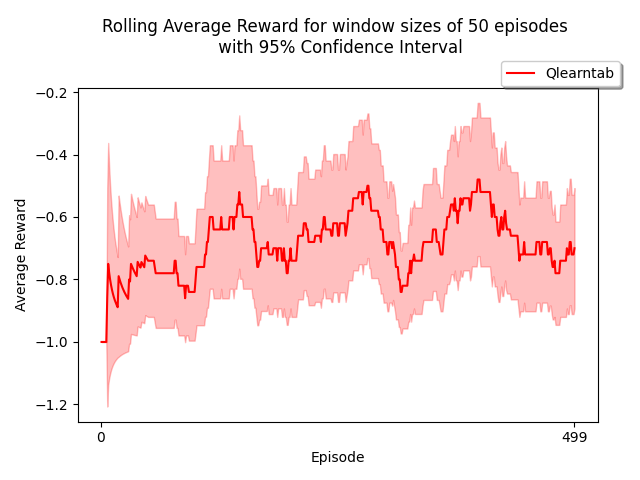 Rolling Average Reward for window sizes of 50 episodes
with 95% Confidence Interval
Qlearntab
−0.2
−0.4
−0.6
−0.8
−1.0
−1.2
Average Reward
0
499
Episode